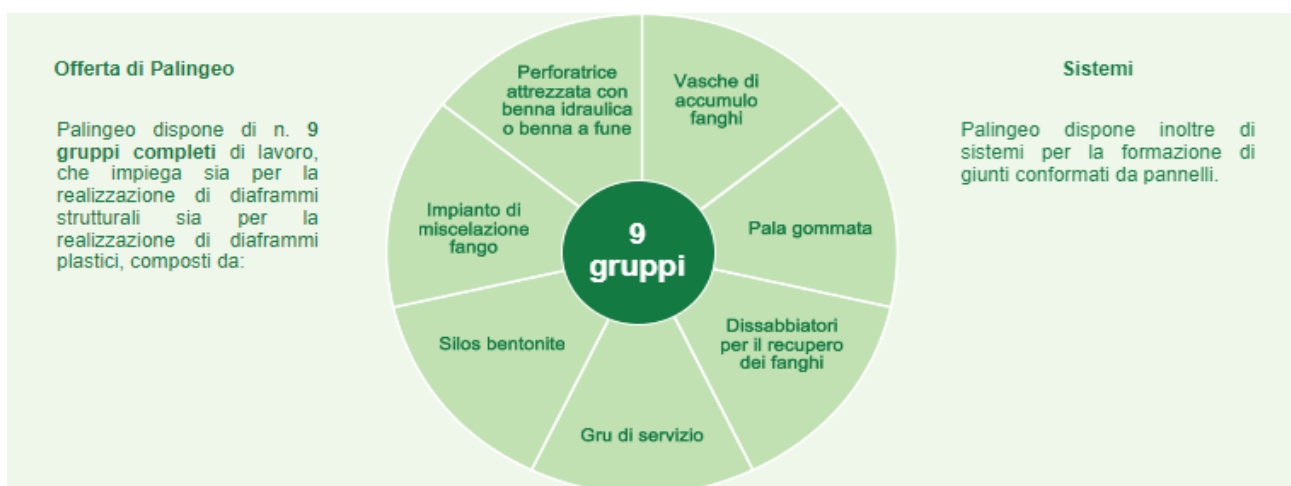 Offerta di Palingeo
Palingeo dispone di n. 9
gruppi completi di lavoro,
che impiega sia per la
realizzazione di diaframmi
strutturali sia per la
realizzazione di diaframmi
plastici, composti da:
Perforatrice
attrezzata con
benna idraulica
o benna a fune
Vasche di
accumulo
fanghi
Impianto di
miscelazione
fango
9
gruppi
Pala gommata
Silos bentonite
Dissabbiatori
per il recupero
dei fanghi
Gru di servizio
Sistemi
Palingeo dispone inoltre di
sistemi per la formazione di
giunti conformati da pannelli.